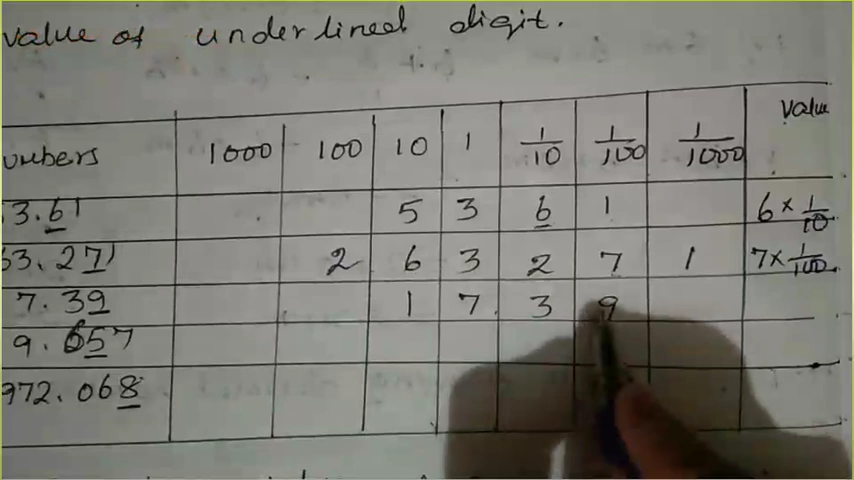 value of underlined digit.
umbers 1000 100 10 1 1/10 1/100 1/1000 Value
3.61 5 3 6 1 6 × 1/10
63.271 2 6 3 2 7 1 7 × 1/100
7.39 1 7 3 9
9.657
972.068